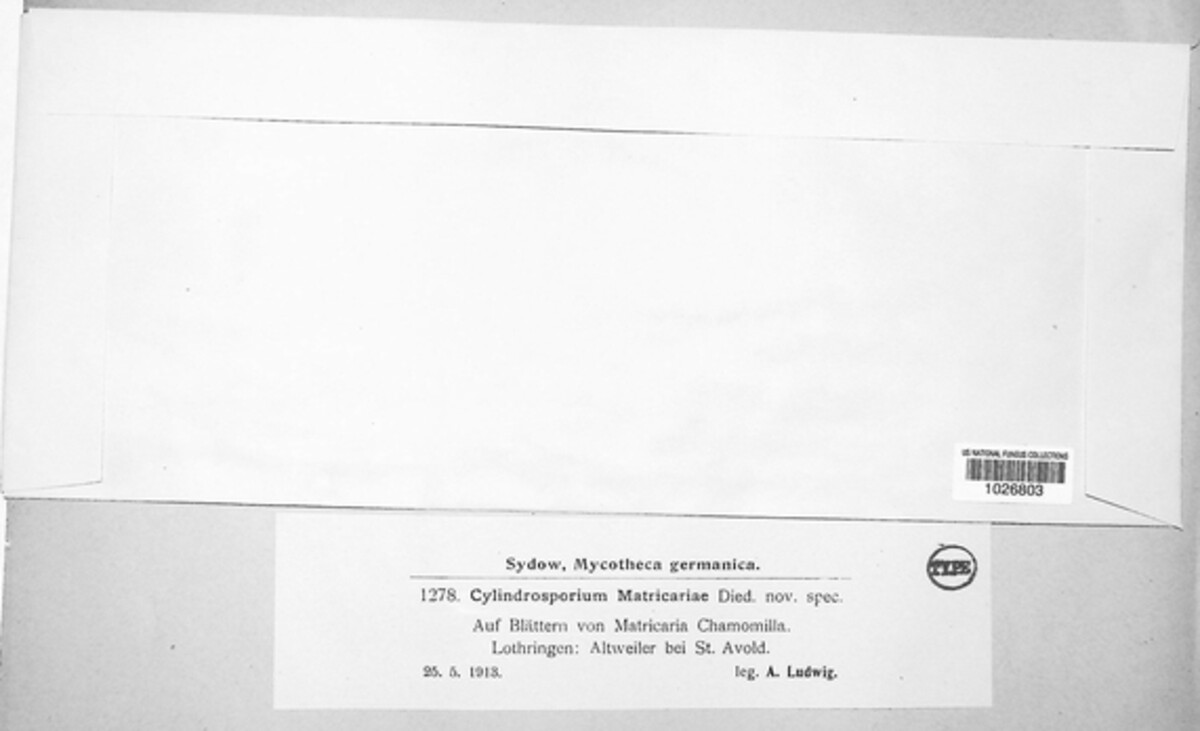 US NATIONAL FUNGUS COLLECTIONS
1026803
Sydow, Mycotheca germanica.
TYPE
1278. Cylindrosporium Matricariae Died. nov. spec.
Auf Blättern von Matricaria Chamomilla.
Lothringen: Altweiler bei St. Avold.
25. 5. 1913. leg. A. Ludwig.